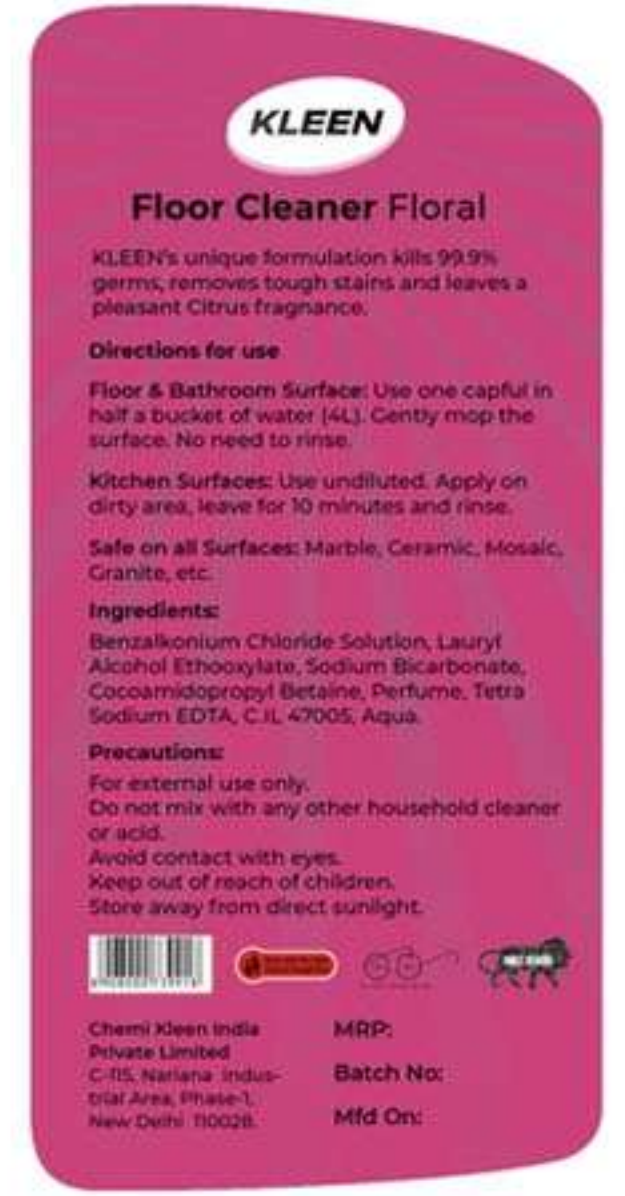 KLEEN
Floor Cleaner Floral
KLEEN's unique formulation kills 99.9%
germs, removes tough stains and leaves a
pleasant Citrus fragnance.
Directions for use
Floor & Bathroom Surface: Use one capful in
half a bucket of water (4L). Gently mop the
surface. No need to rinse.
Kitchen Surfaces: Use undiluted. Apply on
dirty area, leave for 10 minutes and rinse.
Safe on all Surfaces: Marble, Ceramic, Mosaic,
Granite, etc.
Ingredients:
Benzalkonium Chloride Solution, Lauryl
Alcohol Ethooxylate, Sodium Bicarbonate,
Cocoamidopropyl Betaine, Perfume, Tetra
Sodium EDTA, C.I.L 47005, Aqua.
Precautions:
For external use only.
Do not mix with any other household cleaner
or acid.
Avoid contact with eyes.
Keep out of reach of children.
Store away from direct sunilght.
Chemi Kleen India
Private Limited
C-115, Nariana Indus-
trial Area, Phase-1,
New Delhi 110028.
MRP:
Batch No:
Mfd On: